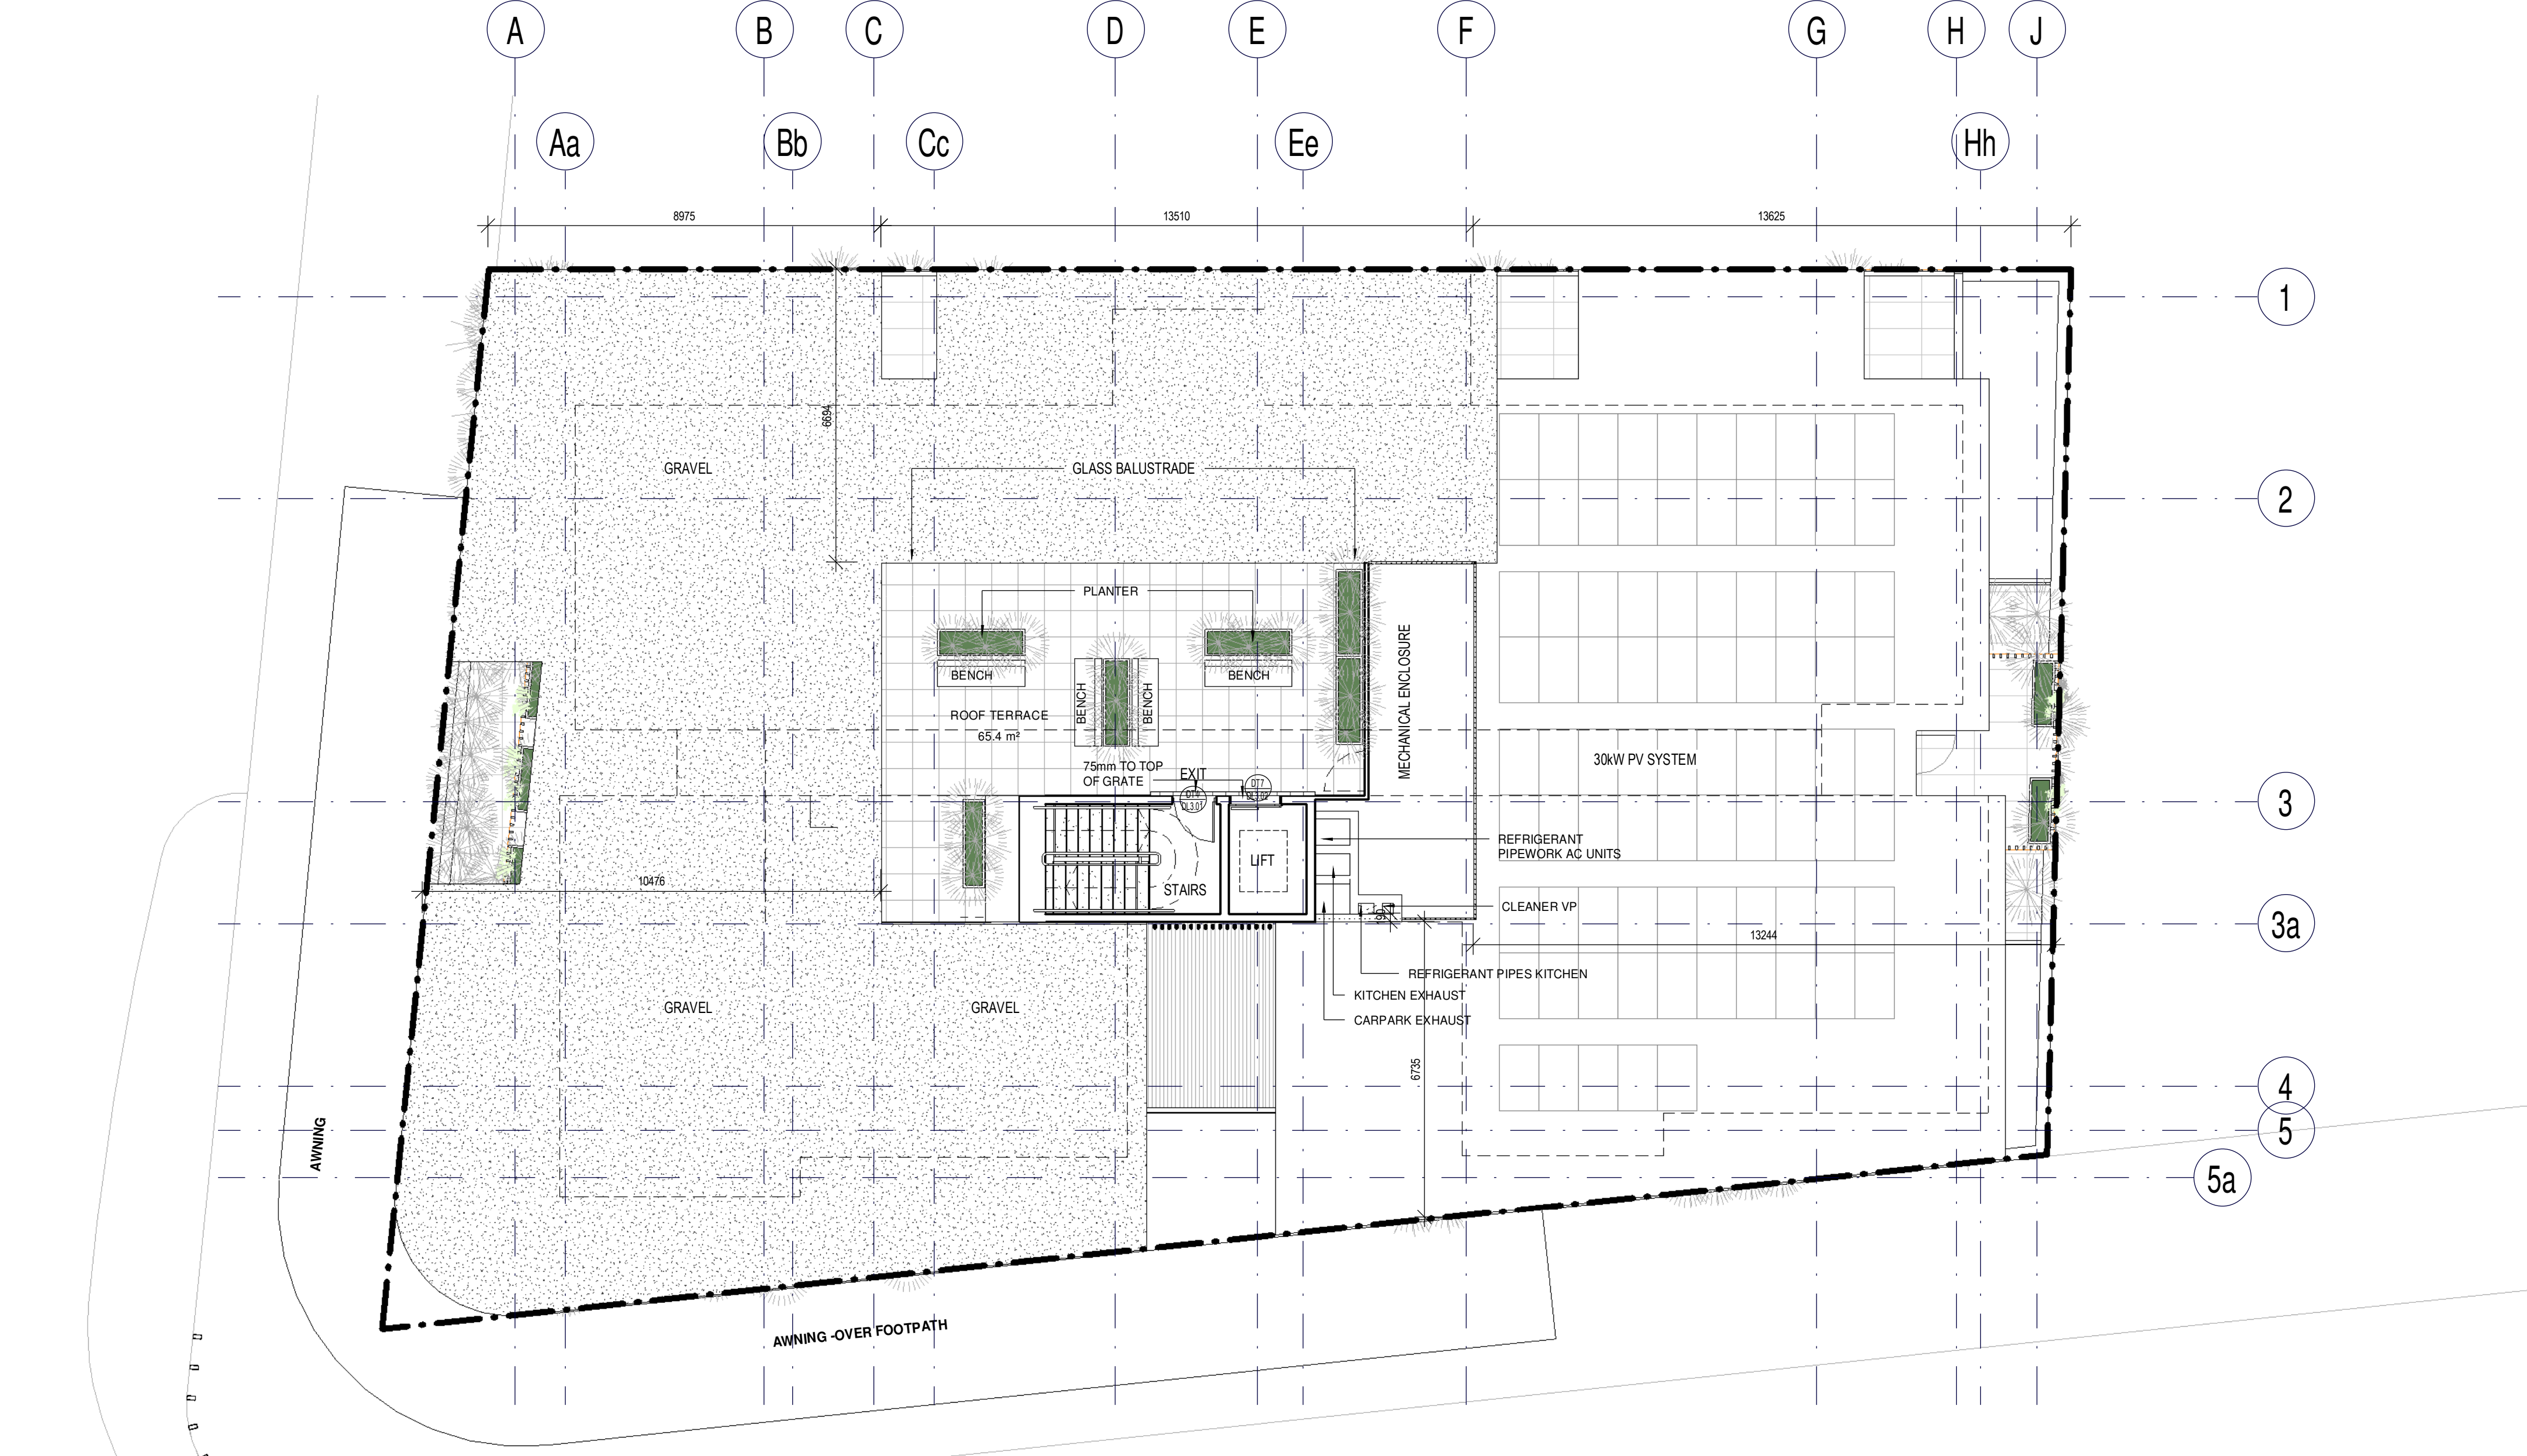 A
B
C
D
E
F
G
H
J
Aa
Bb
Cc
Ee
Hh
8975
13510
13625
1
6694
GRAVEL
GLASS BALUSTRADE
2
PLANTER
MECHANICAL ENCLOSURE
BENCH
BENCH
BENCH
BENCH
ROOF TERRACE
65.4 m²
75mm TO TOP
OF GRATE
EXIT
DT7
30kW PV SYSTEM
3
REFRIGERANT
PIPEWORK AC UNITS
LIFT
STAIRS
10476
CLEANER VP
3a
13244
REFRIGERANT PIPES KITCHEN
KITCHEN EXHAUST
CARPARK EXHAUST
GRAVEL
GRAVEL
6735
4
5
5a
AWNING
AWNING -OVER FOOTPATH